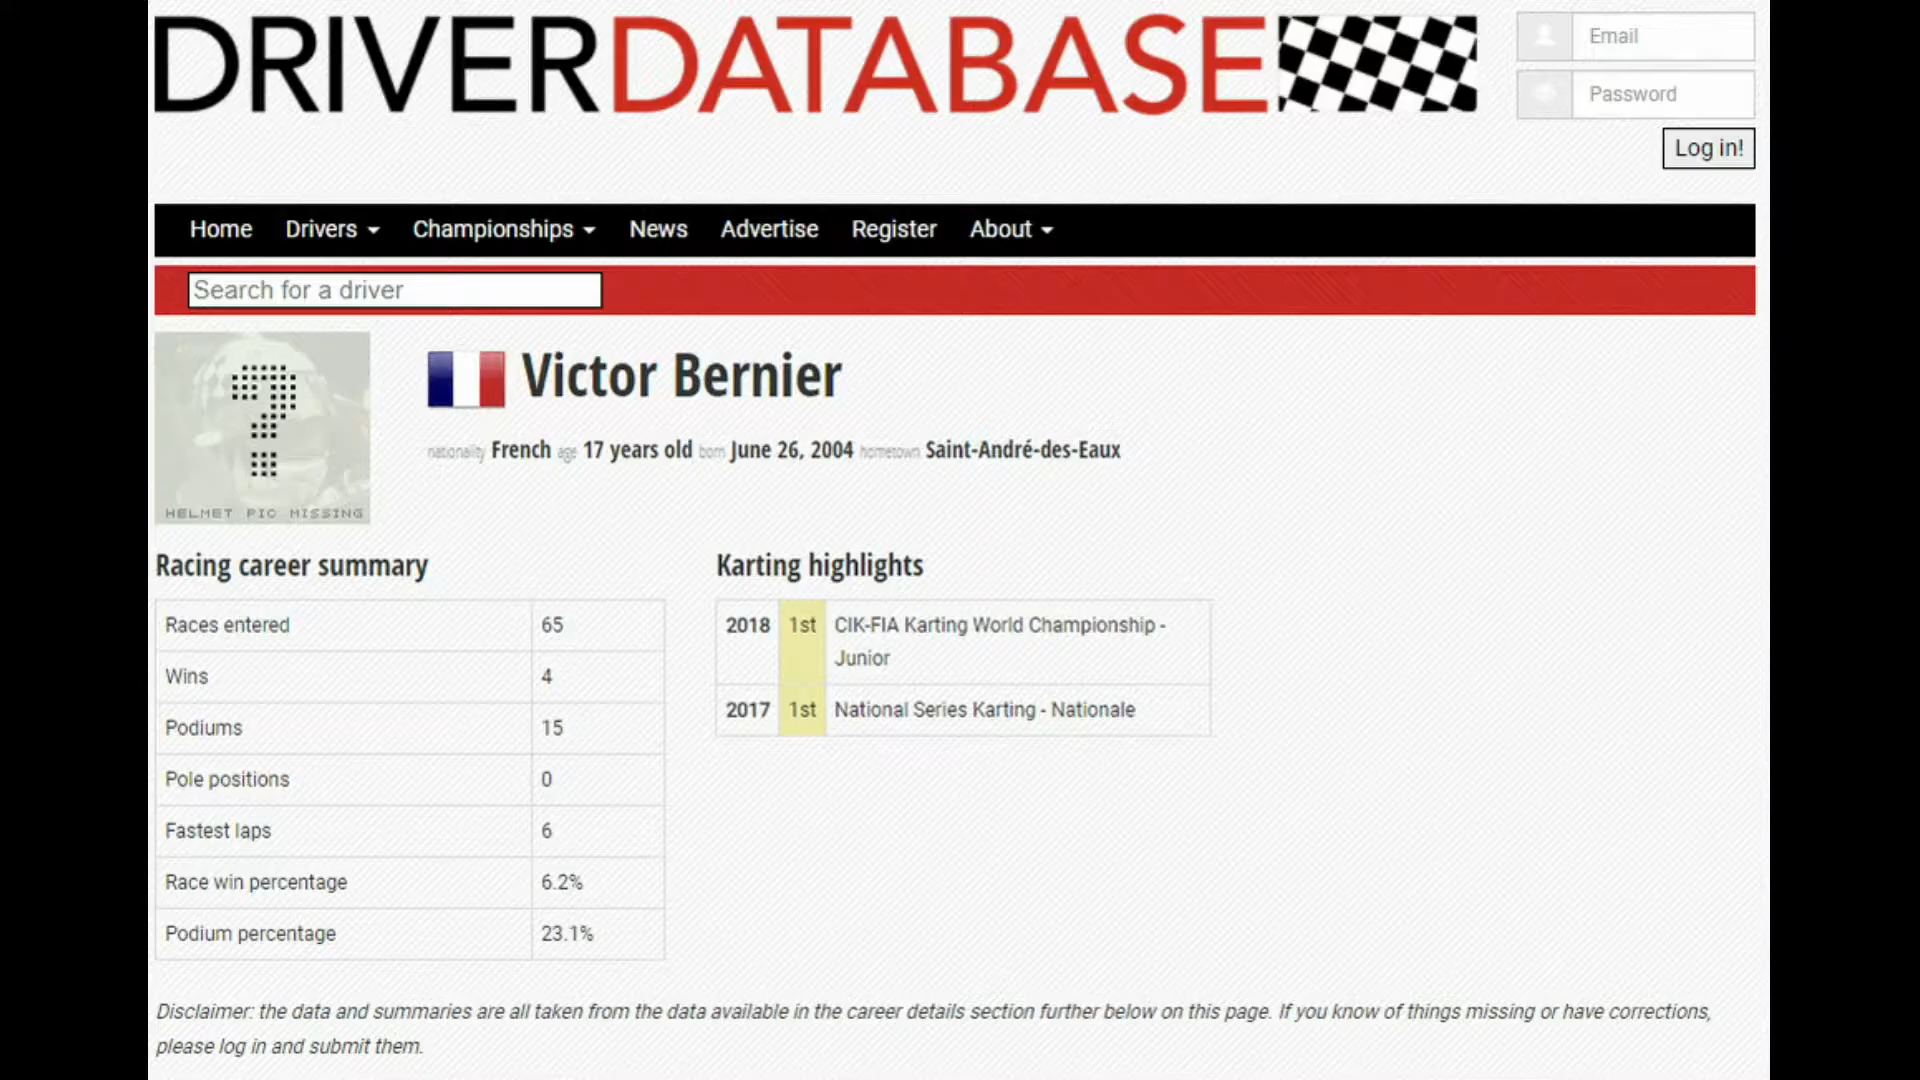 DRIVERDATABASE
Email
Password
Log in!
Home Drivers Championships News Advertise Register About
Search for a driver
HELMET PIC MISSING
Victor Bernier
nationality French age 17 years old born June 26, 2004 hometown Saint-André-des-Eaux
Racing career summary
Races entered 65
Wins 4
Podiums 15
Pole positions 0
Fastest laps 6
Race win percentage 6.2%
Podium percentage 23.1%
Karting highlights
2018 1st CIK-FIA Karting World Championship -
Junior
2017 1st National Series Karting - Nationale
Disclaimer: the data and summaries are all taken from the data available in the career details section further below on this page. If you know of things missing or have corrections,
please log in and submit them.